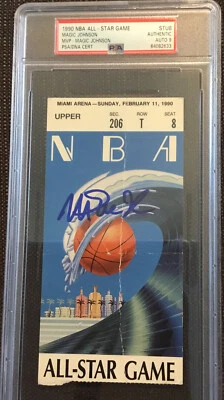 1990 NBA ALL - STAR GAME STUB
MAGIC JOHNSON AUTHENTIC
MVP - MAGIC JOHNSON AUTO 9
PSA/DNA CERT PSA
MIAMI ARENA—SUNDAY, FEBRUARY 11, 1990
UPPER SEC. 206 ROW T SEAT 8
NBA
ALL-STAR GAME